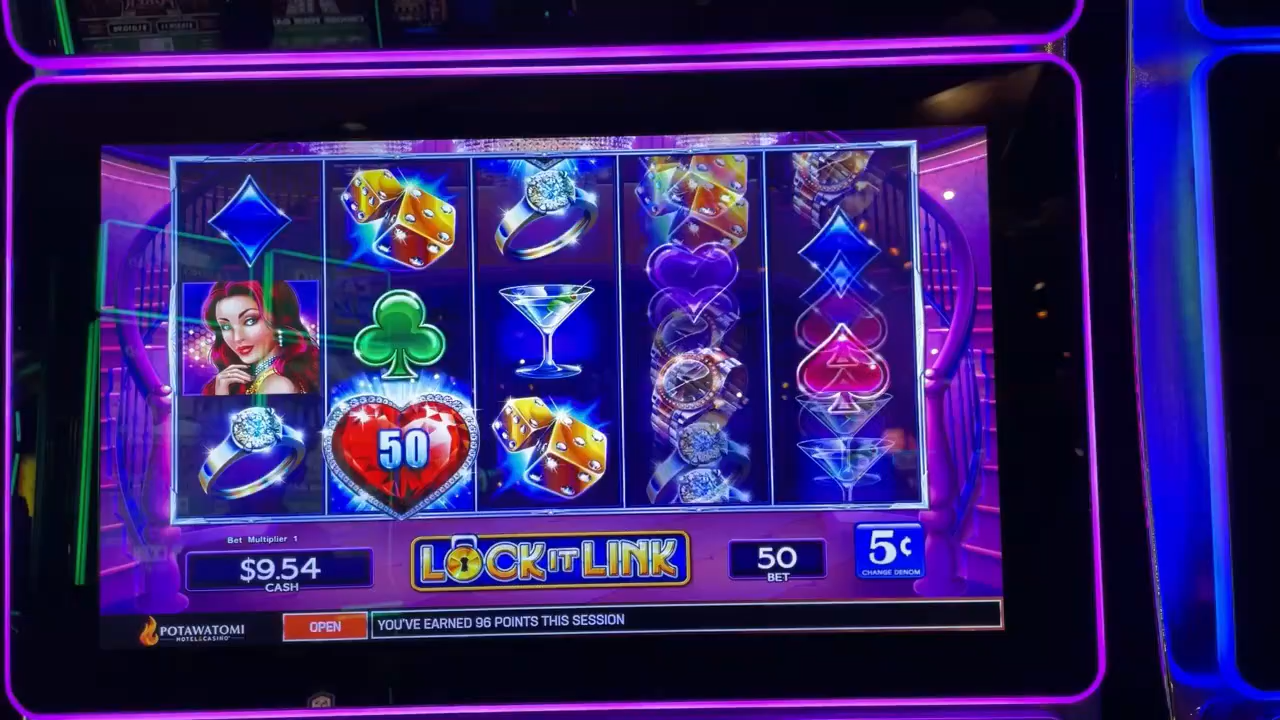 50
Bet Multiplier 1
$9.54
CASH
LOCK IT LINK
50
BET
5¢
CHANGE DENOM
POTAWATOMI
HOTEL & CASINO
OPEN
YOU'VE EARNED 96 POINTS THIS SESSION